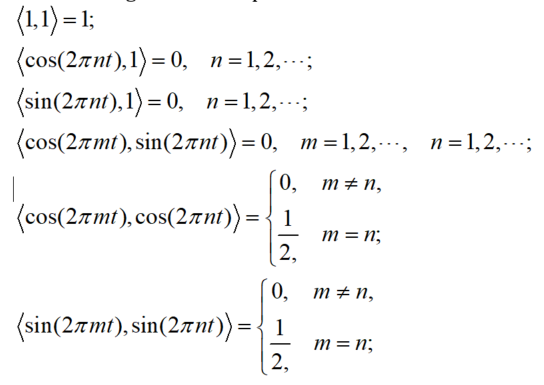 ⟨1,1⟩ = 1;
⟨cos(2πnt),1⟩ = 0,   n = 1,2,⋯;
⟨sin(2πnt),1⟩ = 0,   n = 1,2,⋯;
⟨cos(2πmt),sin(2πnt)⟩ = 0,   m = 1,2,⋯,   n = 1,2,⋯;
⟨cos(2πmt),cos(2πnt)⟩ = { 0,   m ≠ n,
1/2,   m = n;
⟨sin(2πmt),sin(2πnt)⟩ = { 0,   m ≠ n,
1/2,   m = n;